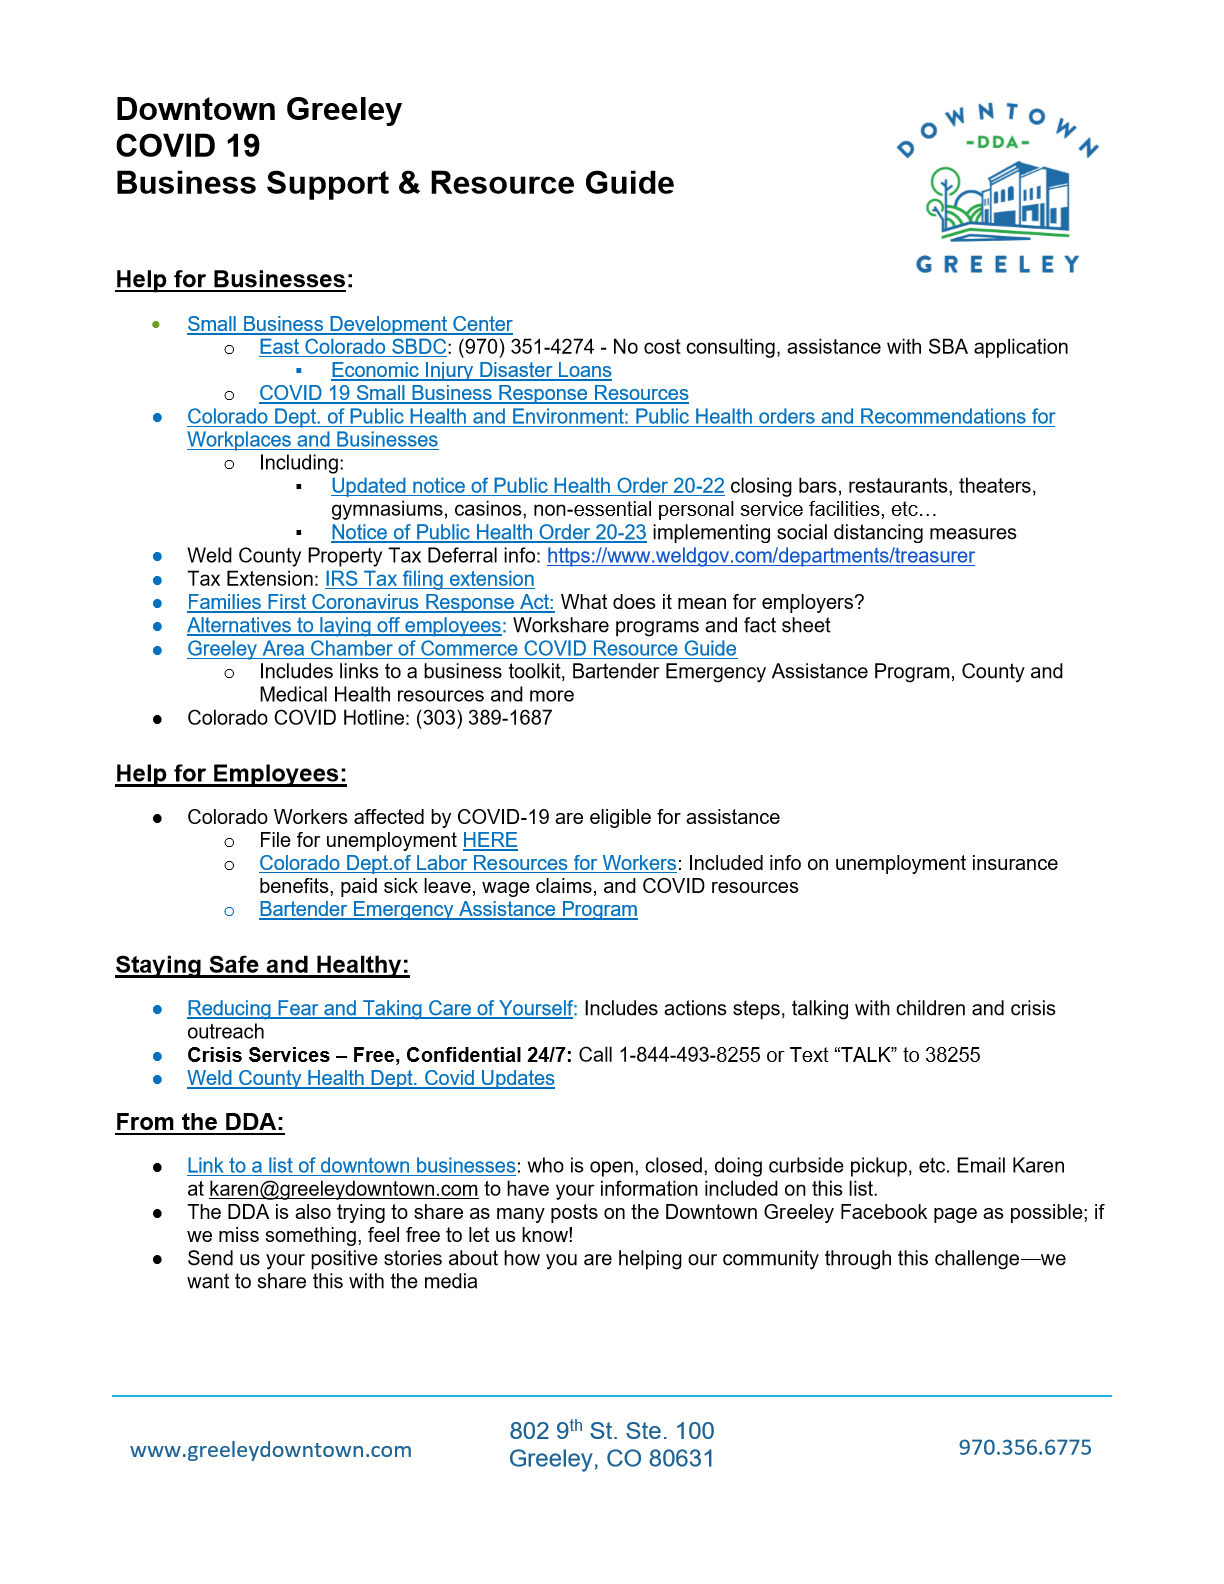 Downtown Greeley
COVID 19
Business Support & Resource Guide
DOWNTOWN
-DDA-
GREELEY
Help for Businesses:
• Small Business Development Center
o East Colorado SBDC: (970) 351-4274 - No cost consulting, assistance with SBA application
▪ Economic Injury Disaster Loans
o COVID 19 Small Business Response Resources
● Colorado Dept. of Public Health and Environment: Public Health orders and Recommendations for
Workplaces and Businesses
o Including:
▪ Updated notice of Public Health Order 20-22 closing bars, restaurants, theaters,
gymnasiums, casinos, non-essential personal service facilities, etc…
▪ Notice of Public Health Order 20-23 implementing social distancing measures
● Weld County Property Tax Deferral info: https://www.weldgov.com/departments/treasurer
● Tax Extension: IRS Tax filing extension
● Families First Coronavirus Response Act: What does it mean for employers?
● Alternatives to laying off employees: Workshare programs and fact sheet
● Greeley Area Chamber of Commerce COVID Resource Guide
o Includes links to a business toolkit, Bartender Emergency Assistance Program, County and
Medical Health resources and more
● Colorado COVID Hotline: (303) 389-1687
Help for Employees:
● Colorado Workers affected by COVID-19 are eligible for assistance
o File for unemployment HERE
o Colorado Dept.of Labor Resources for Workers: Included info on unemployment insurance
benefits, paid sick leave, wage claims, and COVID resources
o Bartender Emergency Assistance Program
Staying Safe and Healthy:
● Reducing Fear and Taking Care of Yourself: Includes actions steps, talking with children and crisis
outreach
● Crisis Services – Free, Confidential 24/7: Call 1-844-493-8255 or Text “TALK” to 38255
● Weld County Health Dept. Covid Updates
From the DDA:
● Link to a list of downtown businesses: who is open, closed, doing curbside pickup, etc. Email Karen
at karen@greeleydowntown.com to have your information included on this list.
● The DDA is also trying to share as many posts on the Downtown Greeley Facebook page as possible; if
we miss something, feel free to let us know!
● Send us your positive stories about how you are helping our community through this challenge—we
want to share this with the media
www.greeleydowntown.com
802 9th St. Ste. 100
Greeley, CO 80631
970.356.6775